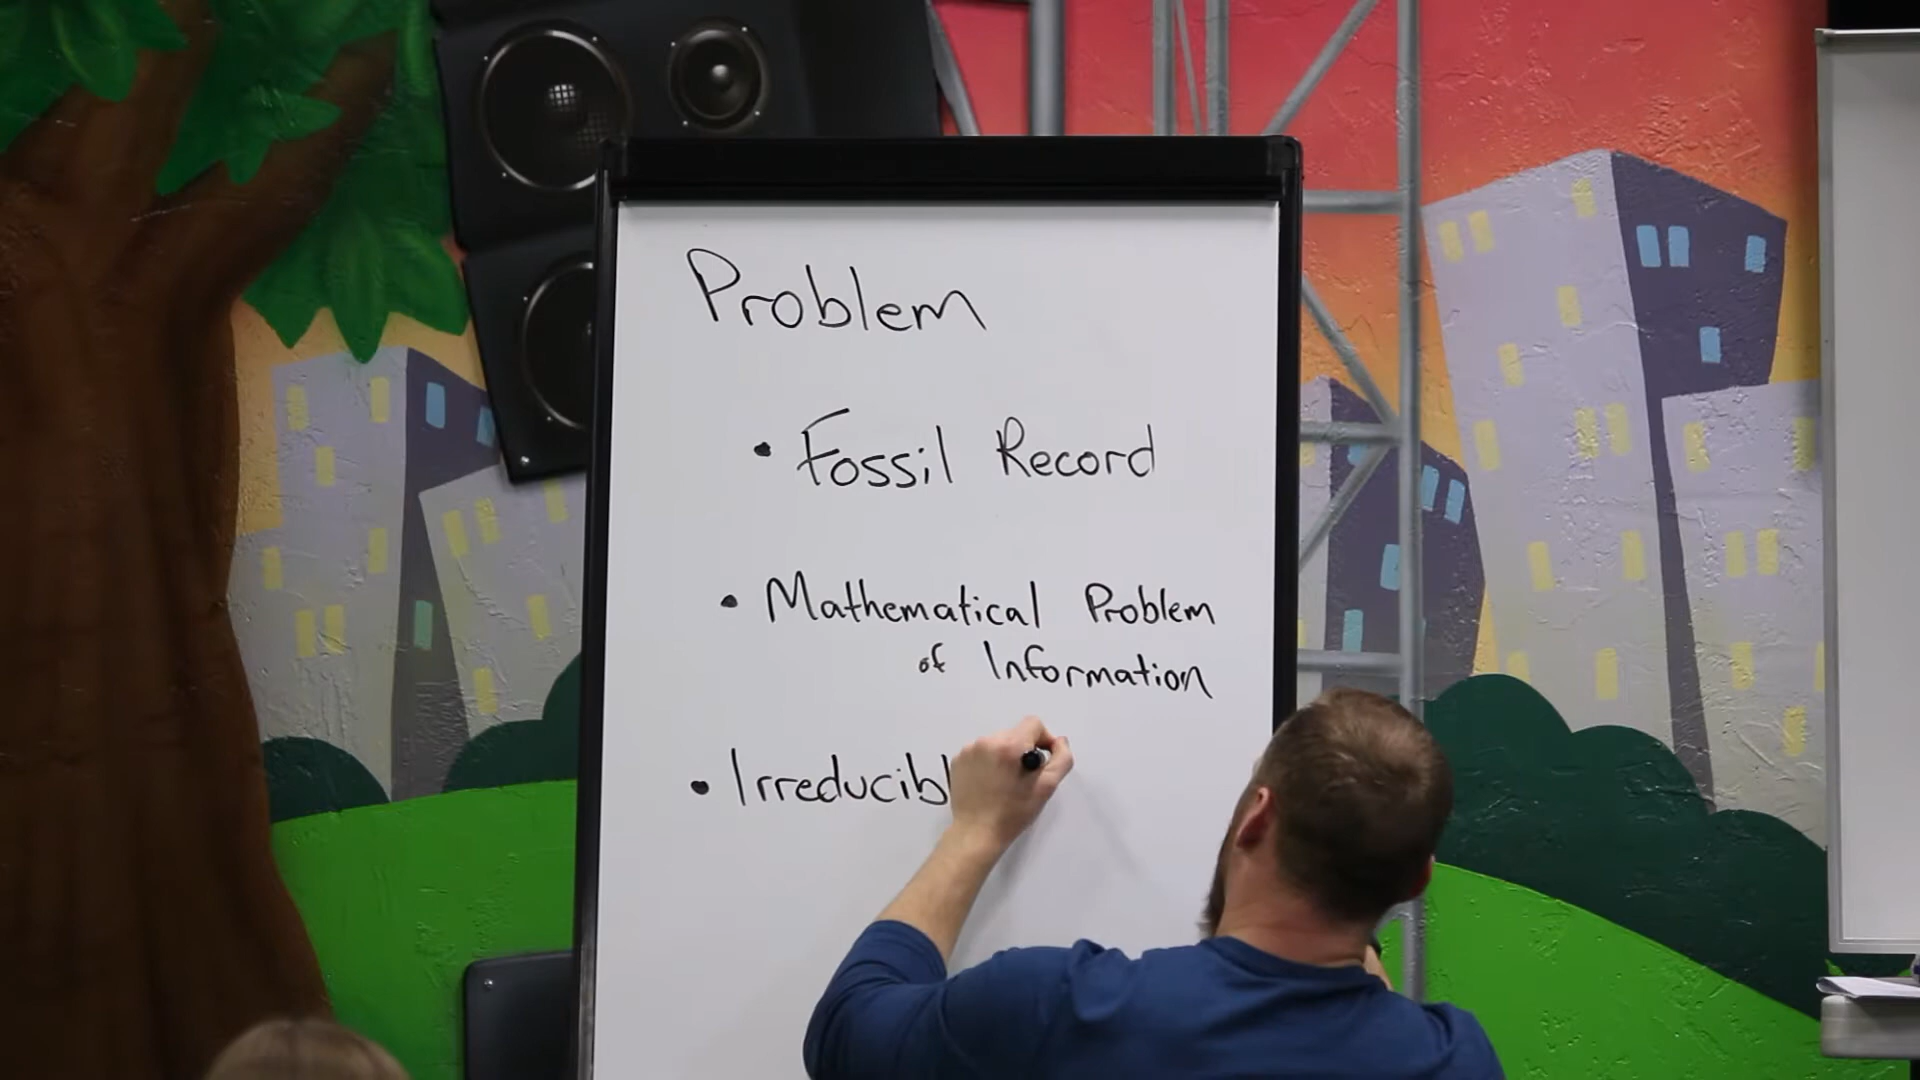 Problem
• Fossil Record
• Mathematical Problem
of Information
• Irreducibl